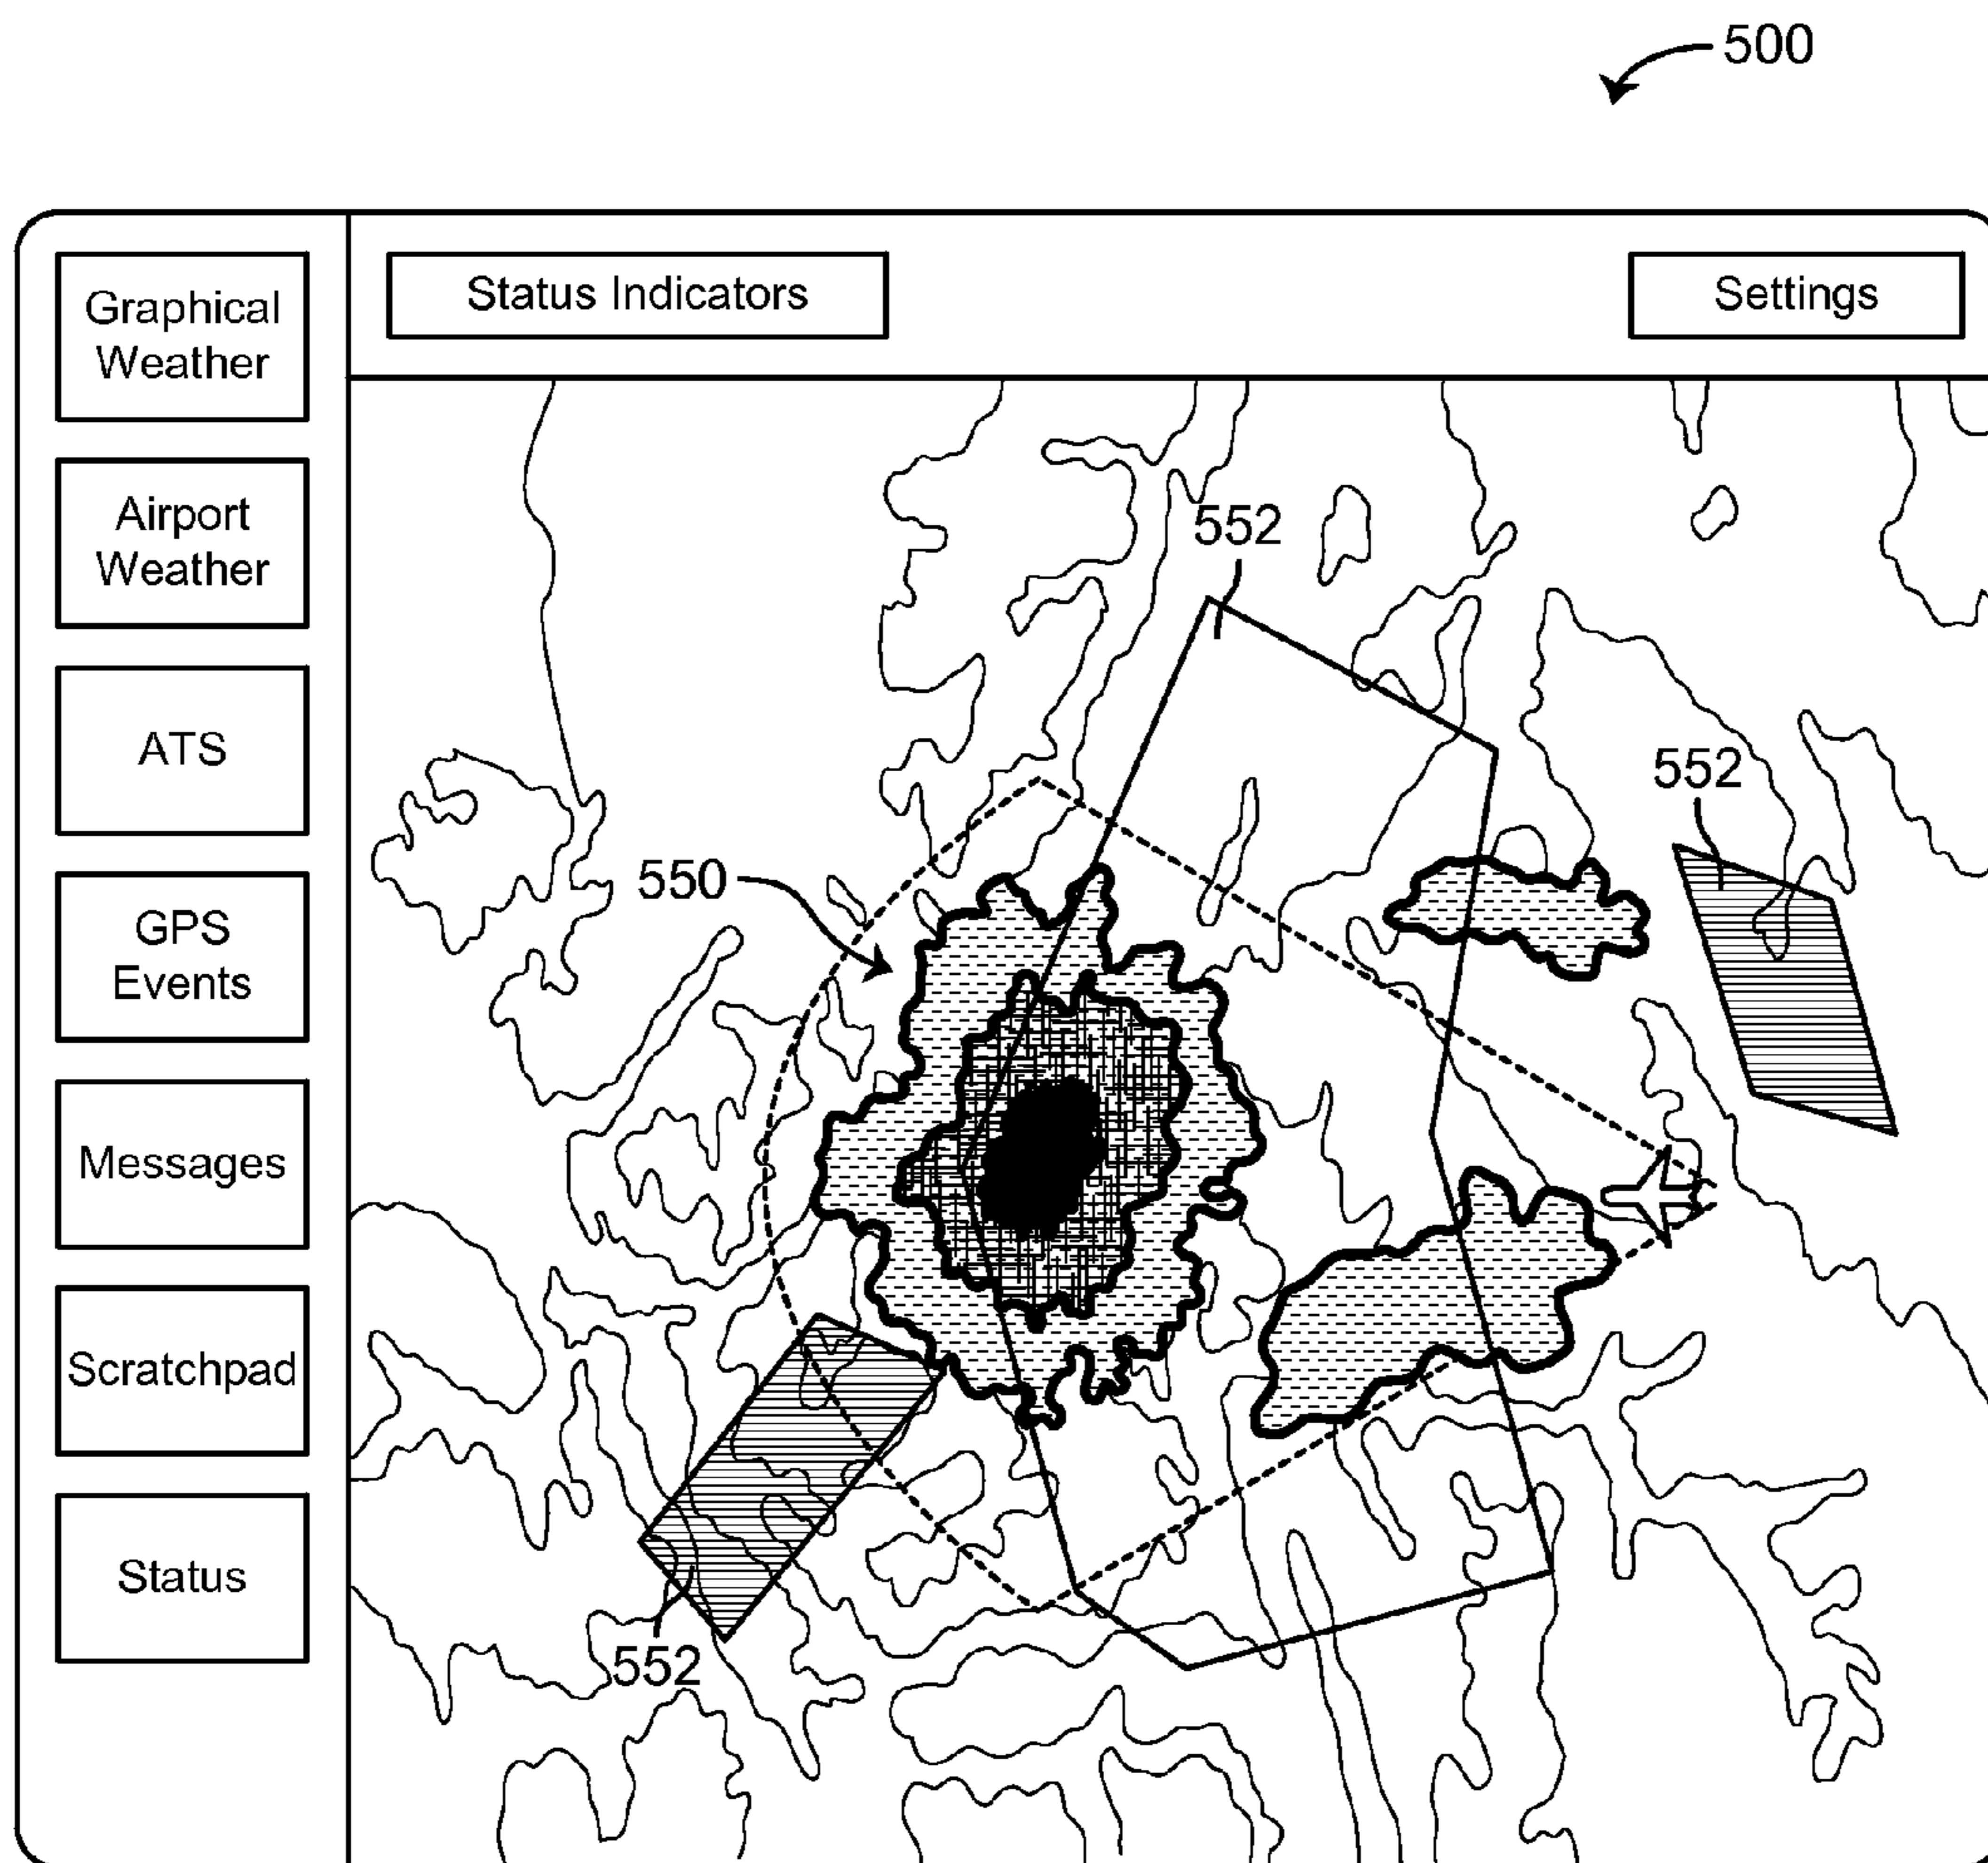 500
Graphical
Weather
Status Indicators
Settings
Airport
Weather
552
ATS
552
550
GPS
Events
Messages
Scratchpad
Status
552